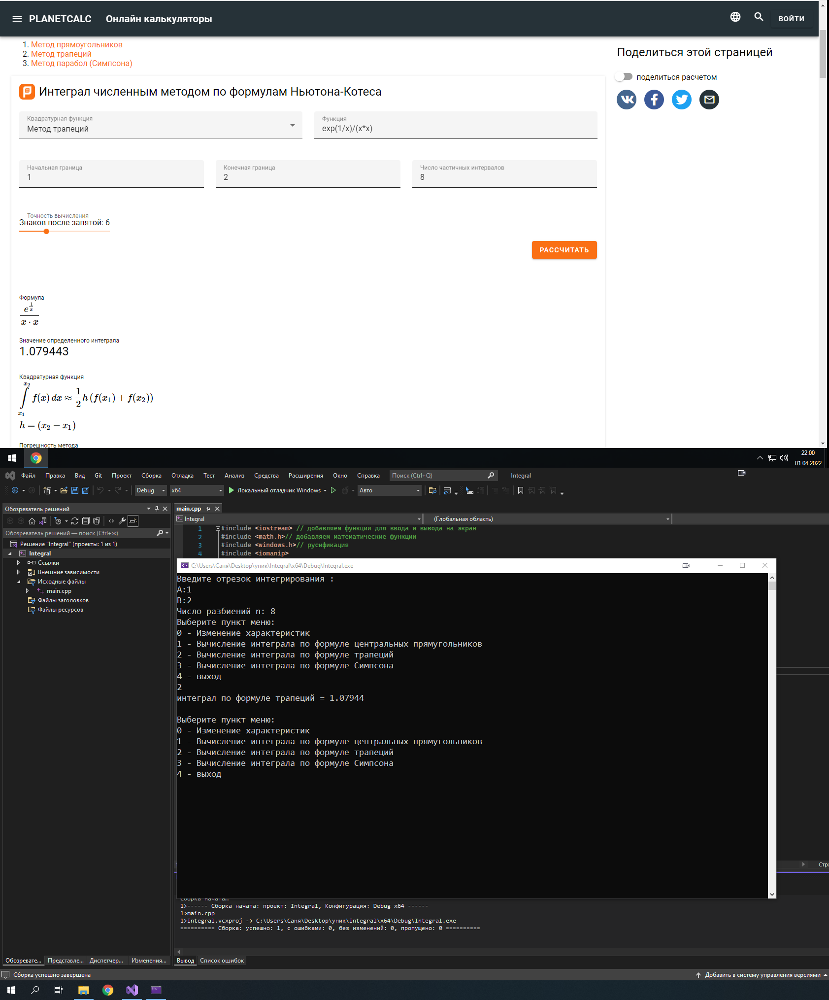 PLANETCALC Онлайн калькуляторы ВОЙТИ
1. Метод прямоугольников
2. Метод трапеций
3. Метод парабол (Симпсона)
Поделиться этой страницей
поделиться расчетом
Интеграл численным методом по формулам Ньютона-Котеса
Квадратурная функция
Метод трапеций
Функция
exp(1/x)/(x*x)
Начальная граница
1
Конечная граница
2
Число частичных интервалов
8
Точность вычисления
Знаков после запятой: 6
РАССЧИТАТЬ
Формула
e^{1/x} / (x · x)
Значение определенного интеграла
1.079443
Квадратурная функция
∫_{x₁}^{x₂} f(x) dx ≈ 1/2 h (f(x₁) + f(x₂))
h = (x₂ − x₁)
Погрешность метода
22:00
01.04.2022
Файл Правка Вид Git Проект Сборка Отладка Тест Анализ Средства Расширения Окно Справка Поиск (Ctrl+Q) Integral
Debug x64 Локальный отладчик Windows Авто
Обозреватель решений
Обозреватель решений — поиск (Ctrl+ж)
Решение "Integral" (проекты: 1 из 1)
Integral
Ссылки
Внешние зависимости
Исходные файлы
main.cpp
Файлы заголовков
Файлы ресурсов
main.cpp
Integral (Глобальная область)
1 #include <iostream> // добавляем функции для ввода и вывода на экран
2 #include <math.h>// добавляем математические функции
3 #include <windows.h>// русификация
4 #include <iomanip>
C:\Users\Саня\Desktop\уник\Integral\x64\Debug\Integral.exe
Введите отрезок интегрирования :
A:1
B:2
Число разбиений n: 8
Выберите пункт меню:
0 - Изменение характеристик
1 - Вычисление интеграла по формуле центральных прямугольников
2 - Вычисление интеграла по формуле трапеций
3 - Вычисление интеграла по формуле Симпсона
4 - выход
2
интеграл по формуле трапеций = 1.07944
Выберите пункт меню:
0 - Изменение характеристик
1 - Вычисление интеграла по формуле центральных прямугольников
2 - Вычисление интеграла по формуле трапеций
3 - Вычисление интеграла по формуле Симпсона
4 - выход
Стр:
Сборка начата…
1>------ Сборка начата: проект: Integral, Конфигурация: Debug x64 ------
1>main.cpp
1>Integral.vcxproj -> C:\Users\Саня\Desktop\уник\Integral\x64\Debug\Integral.exe
========== Сборка: успешно: 1, с ошибками: 0, без изменений: 0, пропущено: 0 ==========
Обозревате... Представле... Диспетчер... Изменения... Вывод Список ошибок
Сборка успешно завершена Добавить в систему управления версиями